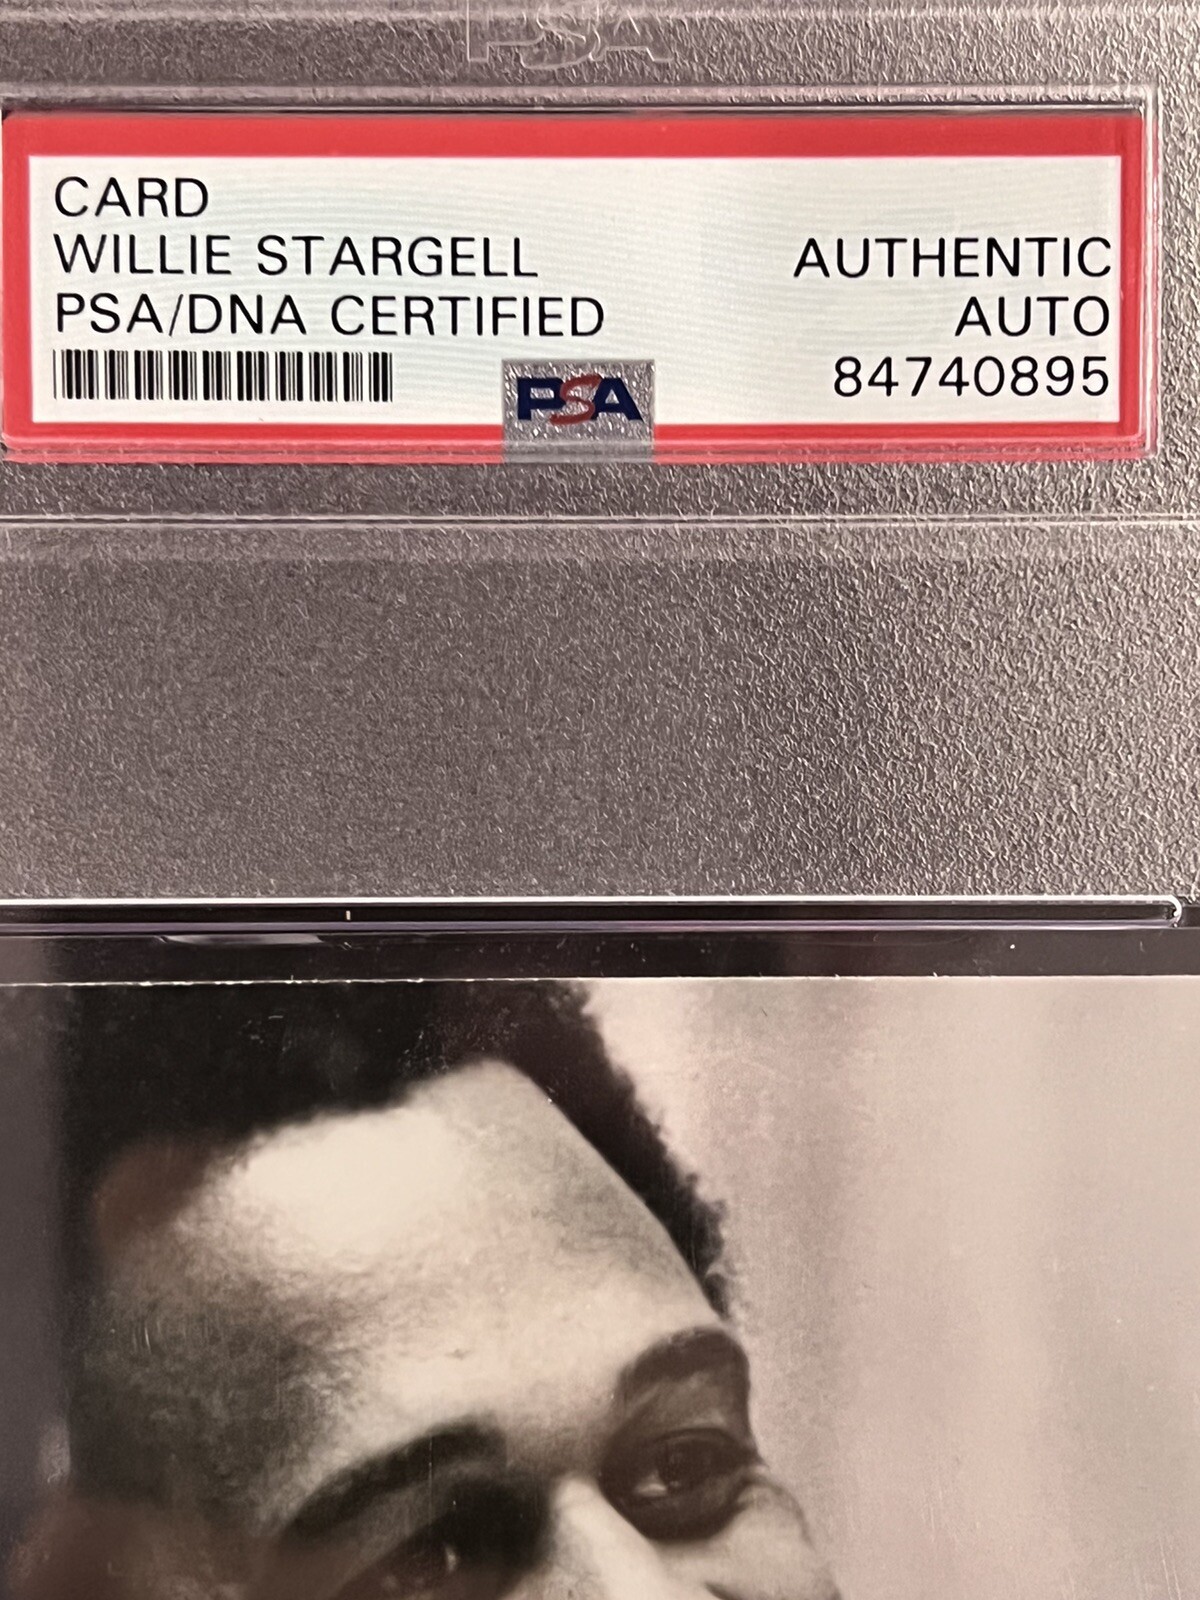 PSA
CARD
WILLIE STARGELL
PSA/DNA CERTIFIED
AUTHENTIC
AUTO
84740895
PSA